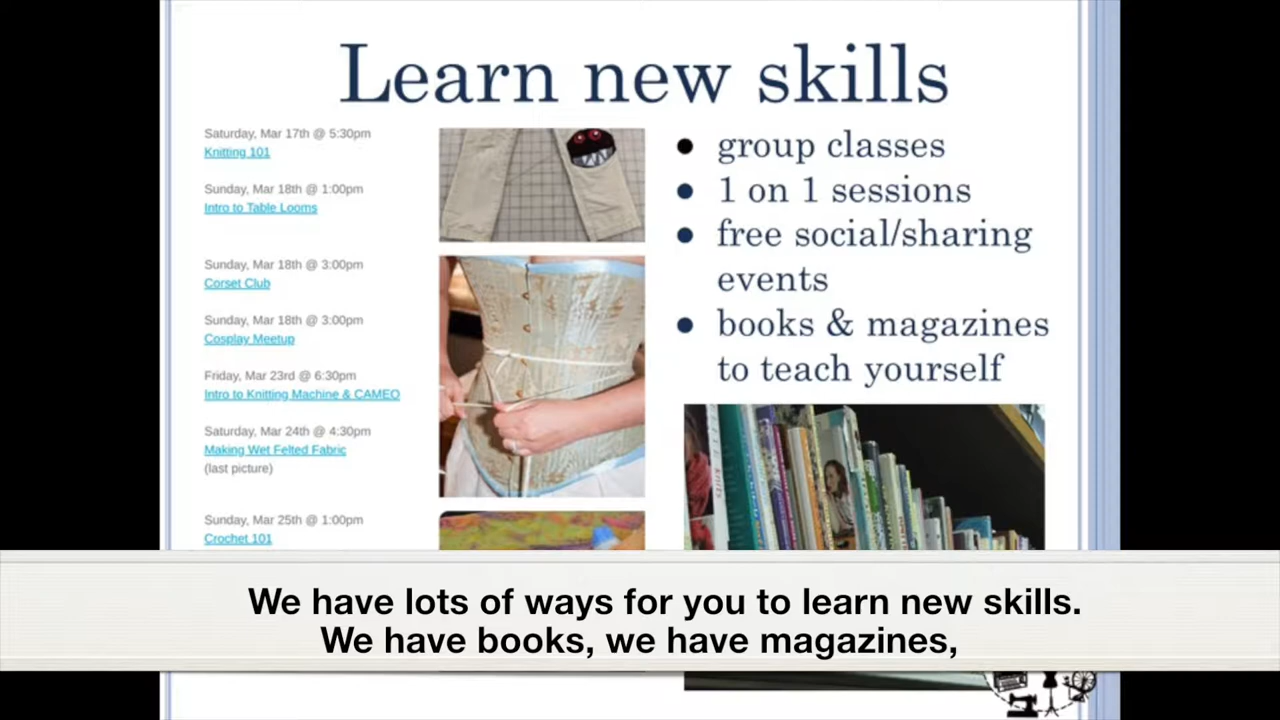 Learn new skills
Saturday, Mar 17th @ 5:30pm
Knitting 101
Sunday, Mar 18th @ 1:00pm
Intro to Table Looms
Sunday, Mar 18th @ 3:00pm
Corset Club
Sunday, Mar 18th @ 3:00pm
Cosplay Meetup
Friday, Mar 23rd @ 6:30pm
Intro to Knitting Machine & CAMEO
Saturday, Mar 24th @ 4:30pm
Making Wet Felted Fabric
(last picture)
Sunday, Mar 25th @ 1:00pm
Crochet 101
● group classes
● 1 on 1 sessions
● free social/sharing
events
● books & magazines
to teach yourself
We have lots of ways for you to learn new skills.
We have books, we have magazines,